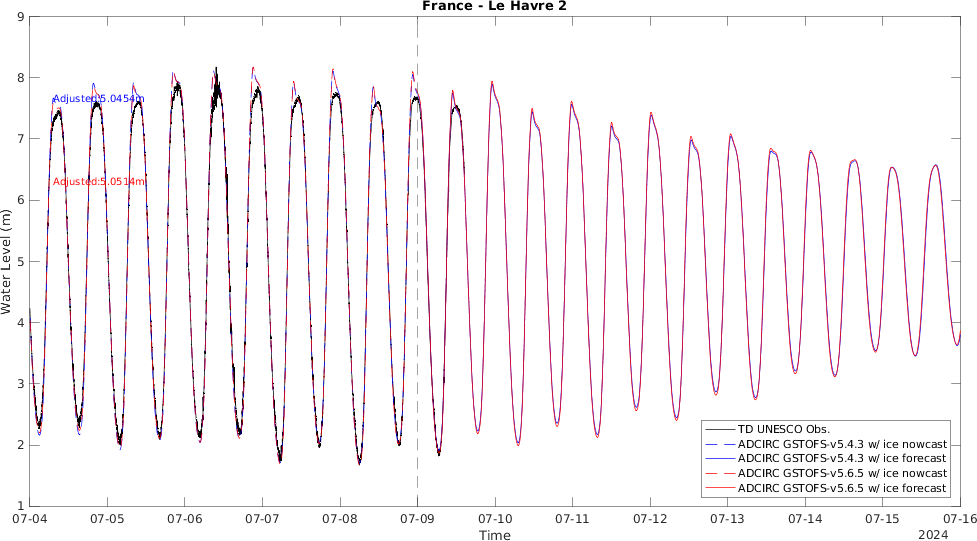 France - Le Havre 2
9
8
7
6
5
4
3
2
1
Water Level (m)
Adjusted:5.0454m
Adjusted:5.0514m
TD UNESCO Obs.
ADCIRC GSTOFS-v5.4.3 w/ ice nowcast
ADCIRC GSTOFS-v5.4.3 w/ ice forecast
ADCIRC GSTOFS-v5.6.5 w/ ice nowcast
ADCIRC GSTOFS-v5.6.5 w/ ice forecast
07-04 07-05 07-06 07-07 07-08 07-09 07-10 07-11 07-12 07-13 07-14 07-15 07-16
Time
2024